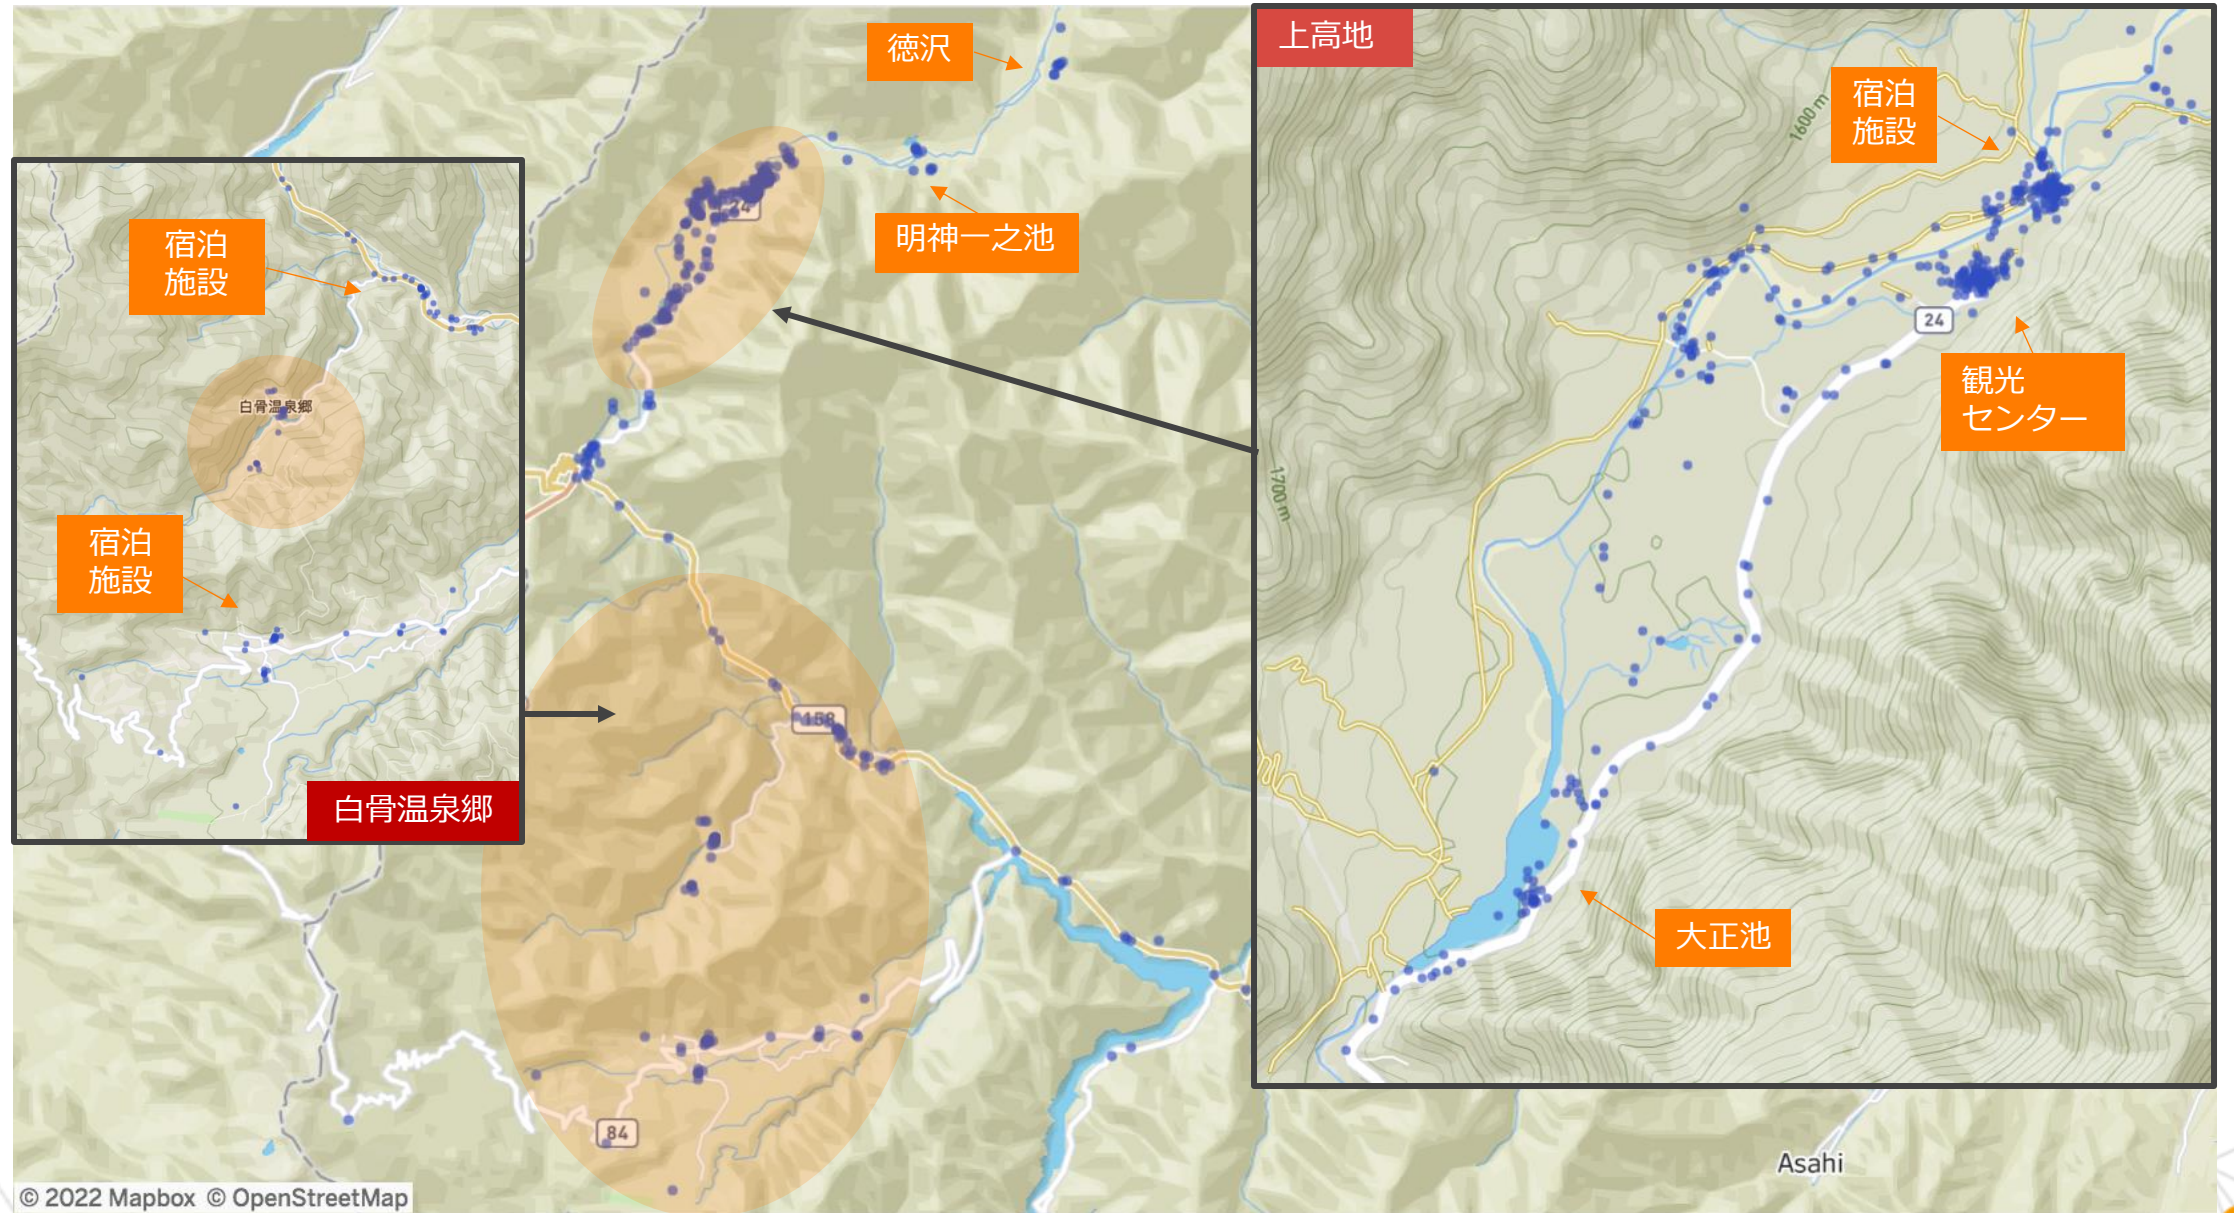 徳沢
上高地
宿泊
施設
1600 m
24
明神一之池
宿泊
施設
24
観光
センター
白骨温泉郷
1700 m
宿泊
施設
158
白骨温泉郷
大正池
84
Asahi
© 2022 Mapbox © OpenStreetMap